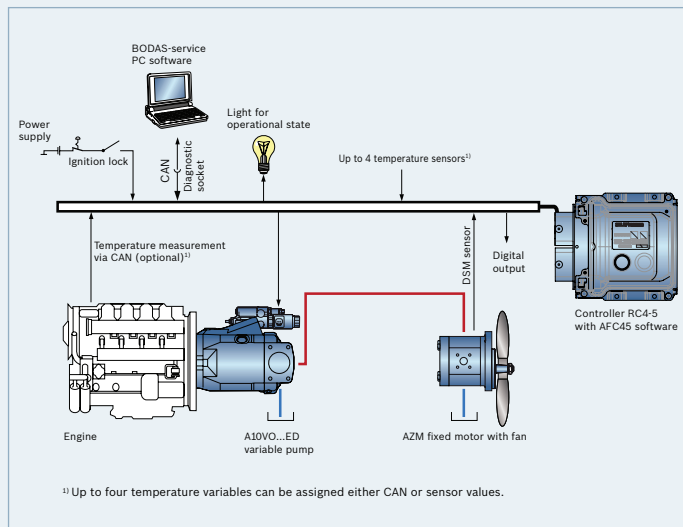 BODAS-service
PC software
Light for
operational state
Power
supply
Ignition lock
CAN
Diagnostic
socket
Up to 4 temperature sensors¹⁾
Temperature measurement
via CAN (optional)¹⁾
DSM sensor
Digital
output
Controller RC4-5
with AFC45 software
Engine
A10VO...ED
variable pump
AZM fixed motor with fan
¹⁾ Up to four temperature variables can be assigned either CAN or sensor values.